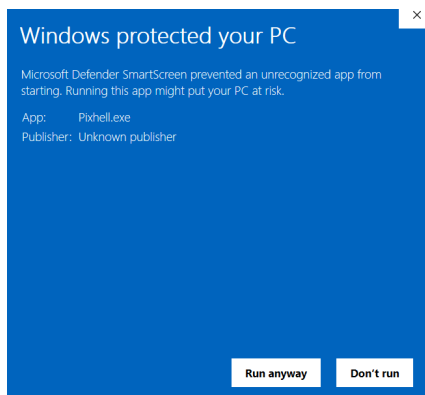 Windows protected your PC
Microsoft Defender SmartScreen prevented an unrecognized app from
starting. Running this app might put your PC at risk.
App: Pixhell.exe
Publisher: Unknown publisher
Run anyway Don't run